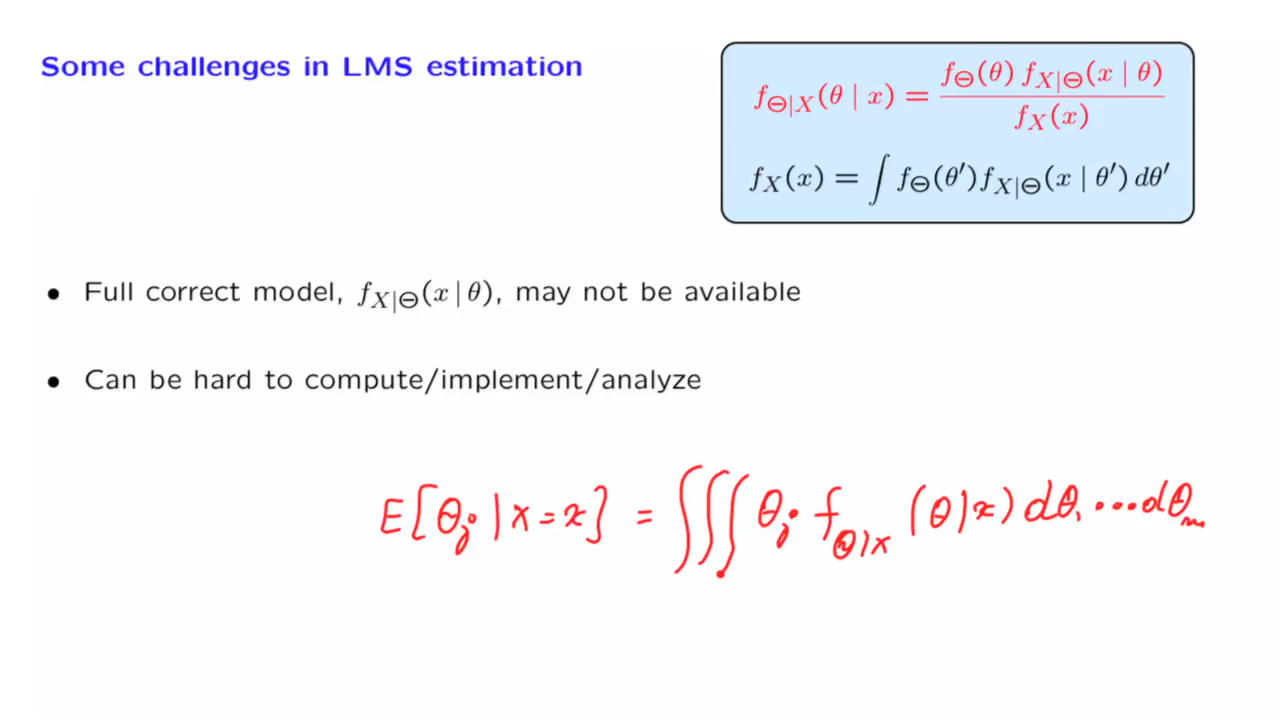 Some challenges in LMS estimation
f_{Θ|X}(θ | x) = \frac{f_Θ(θ) f_{X|Θ}(x | θ)}{f_X(x)}
f_X(x) = ∫ f_Θ(θ′) f_{X|Θ}(x | θ′) dθ′
• Full correct model, f_{X|Θ}(x | θ), may not be available
• Can be hard to compute/implement/analyze
E[θ_j | X = x] = ∫∫∫ θ_j f_{Θ|X} (θ|x) dθ_1 ... dθ_m